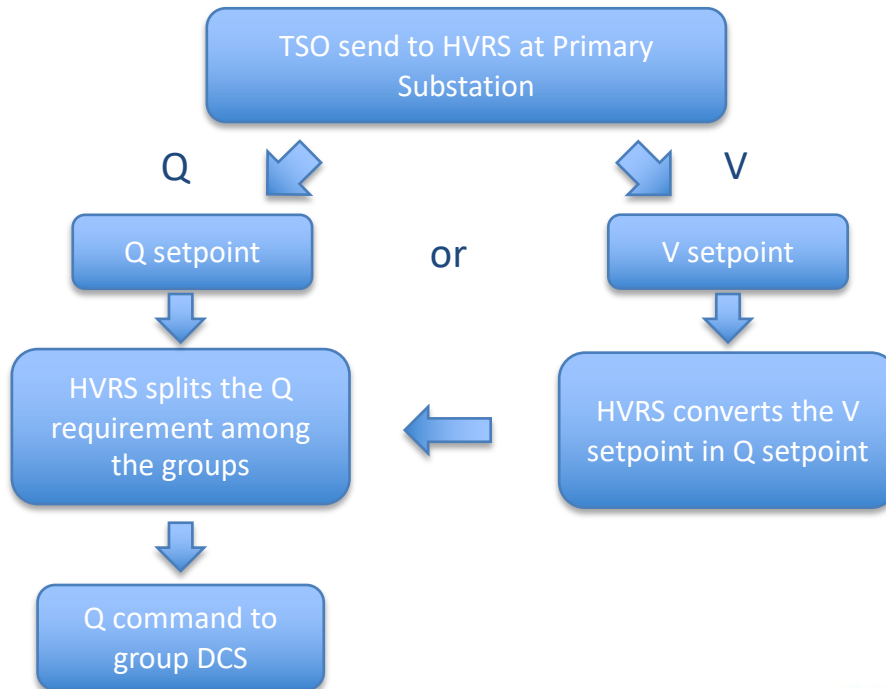 TSO send to HVRS at Primary
Substation
Q
V
Q setpoint
or
V setpoint
HVRS splits the Q
requirement among
the groups
HVRS converts the V
setpoint in Q setpoint
Q command to
group DCS